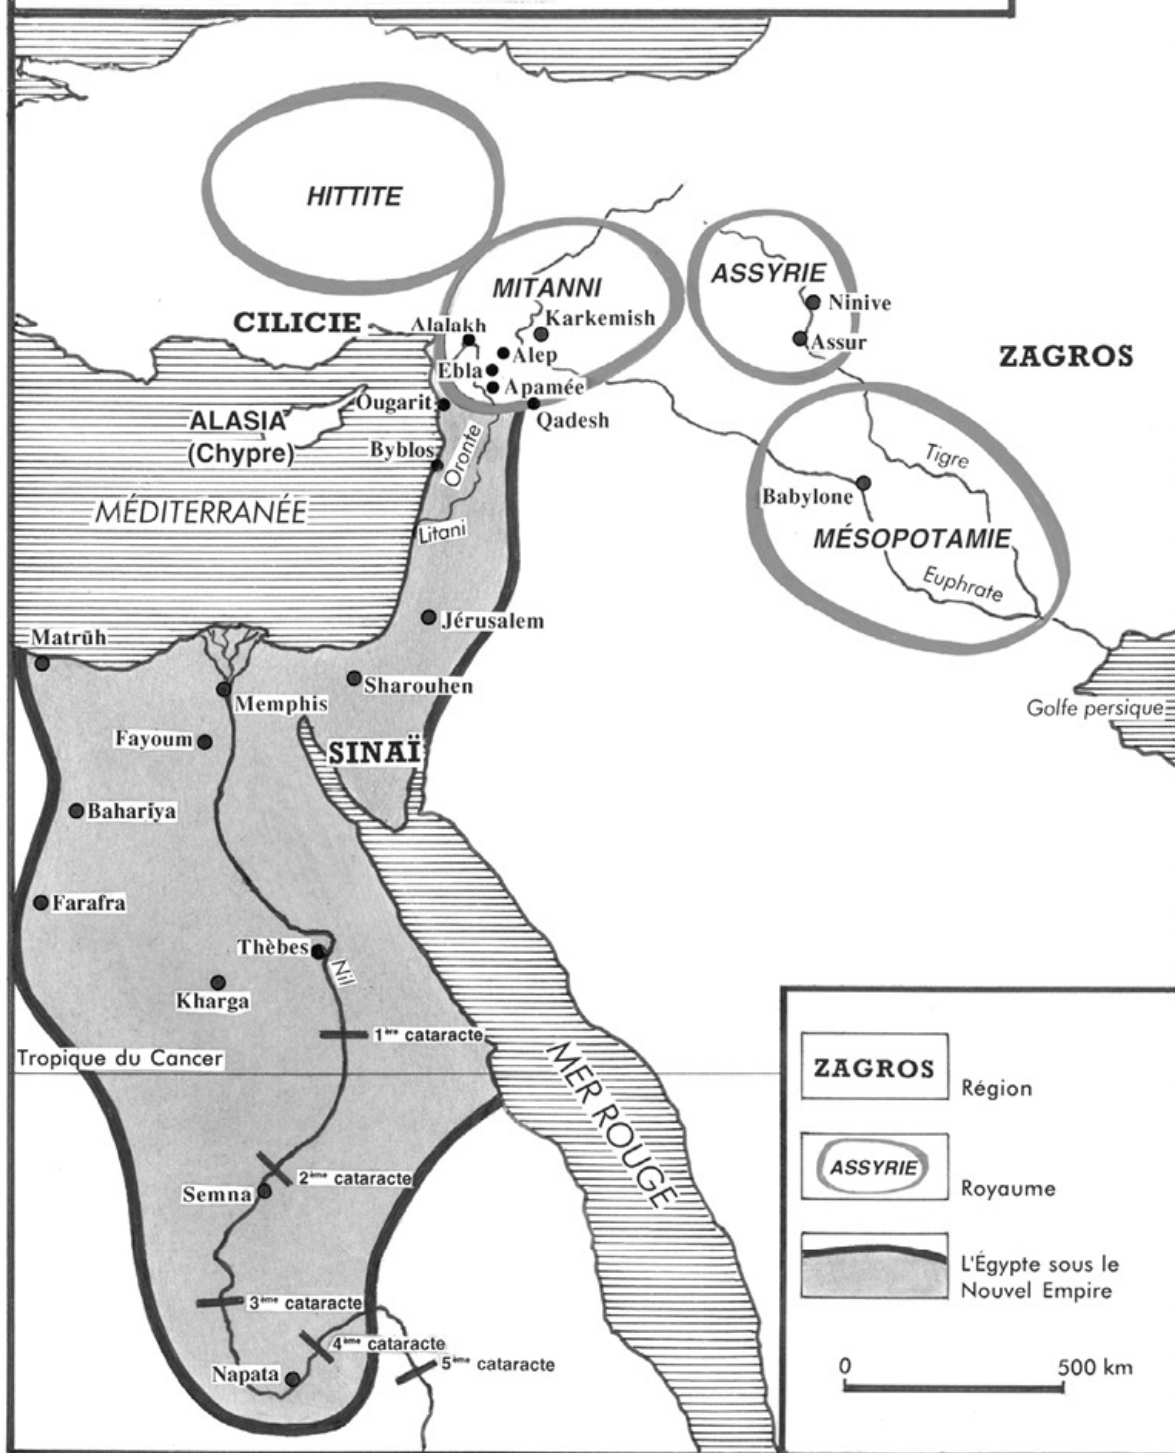 HITTITE
MITANNI
ASSYRIE
Ninive
Assur
CILICIE
Alalakh
Karkemish
Alep
Ebla
Apamée
ZAGROS
Ougarit
Qadesh
ALASIA
(Chypre)
Byblos
Oronte
Tigre
Babylone
MÉDITERRANÉE
Litani
MÉSOPOTAMIE
Euphrate
Jérusalem
Matrūh
Sharouhen
Memphis
Golfe persique
Fayoum
SINAÏ
Bahariya
Farafra
Thèbes
Nil
Kharga
1ère cataracte
Tropique du Cancer
MER ROUGE
2ème cataracte
Semna
3ème cataracte
4ème cataracte
5ème cataracte
Napata
ZAGROS
Région
ASSYRIE
Royaume
L'Égypte sous le
Nouvel Empire
0 500 km